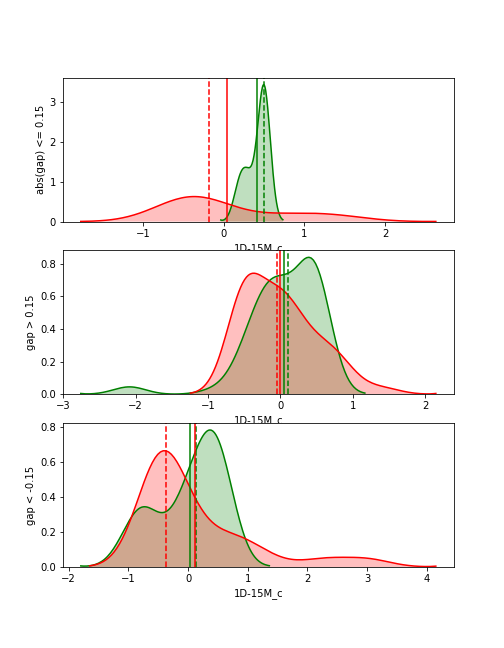 abs(gap) <= 0.15
3
2
1
0
−1 0 1 2
1D-15M_c
gap > 0.15
0.8
0.6
0.4
0.2
0.0
−3 −2 −1 0 1 2
1D-15M_c
gap < -0.15
0.8
0.6
0.4
0.2
0.0
−2 −1 0 1 2 3 4
1D-15M_c